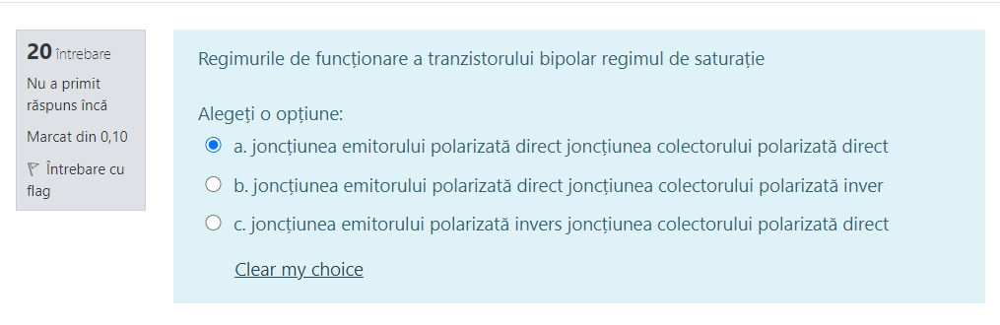 20 întrebare
Nu a primit
răspuns încă
Marcat din 0,10
Întrebare cu
flag
Regimurile de funcționare a tranzistorului bipolar regimul de saturație
Alegeți o opțiune:
a. joncțiunea emitorului polarizată direct joncțiunea colectorului polarizată direct
b. joncțiunea emitorului polarizată direct joncțiunea colectorului polarizată inver
c. joncțiunea emitorului polarizată invers joncțiunea colectorului polarizată direct
Clear my choice